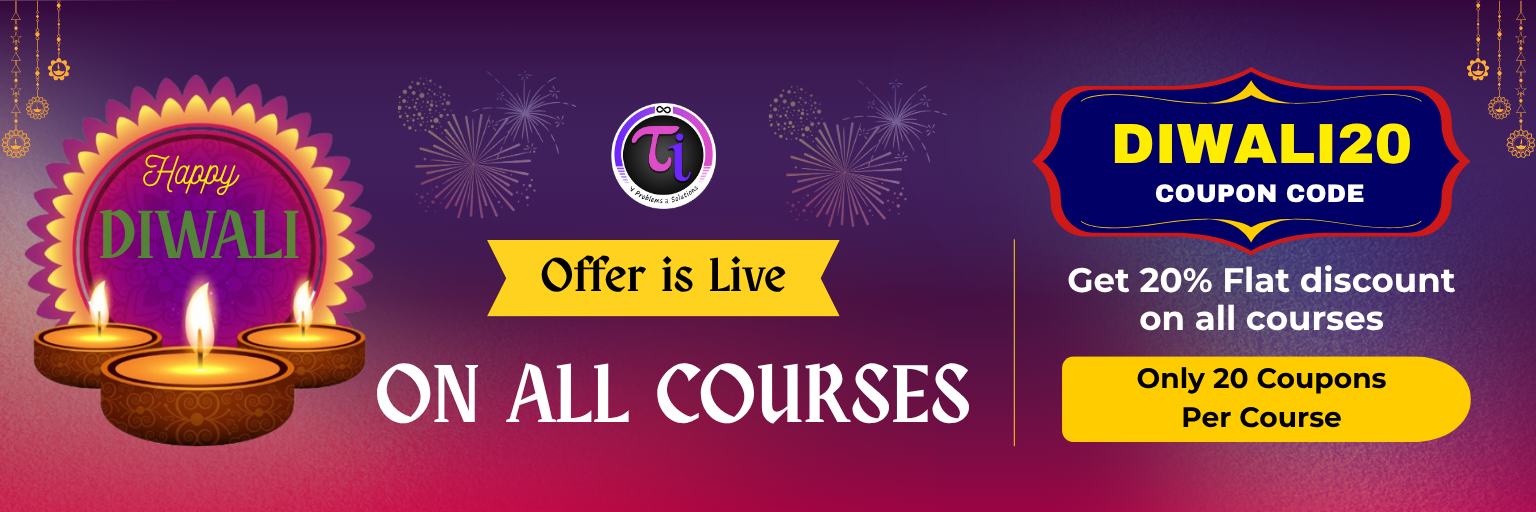 Happy
DIWALI
∞
Ti
∀ Problems ∃ Solutions
Offer is Live
ON ALL COURSES
DIWALI20
COUPON CODE
Get 20% Flat discount
on all courses
Only 20 Coupons
Per Course